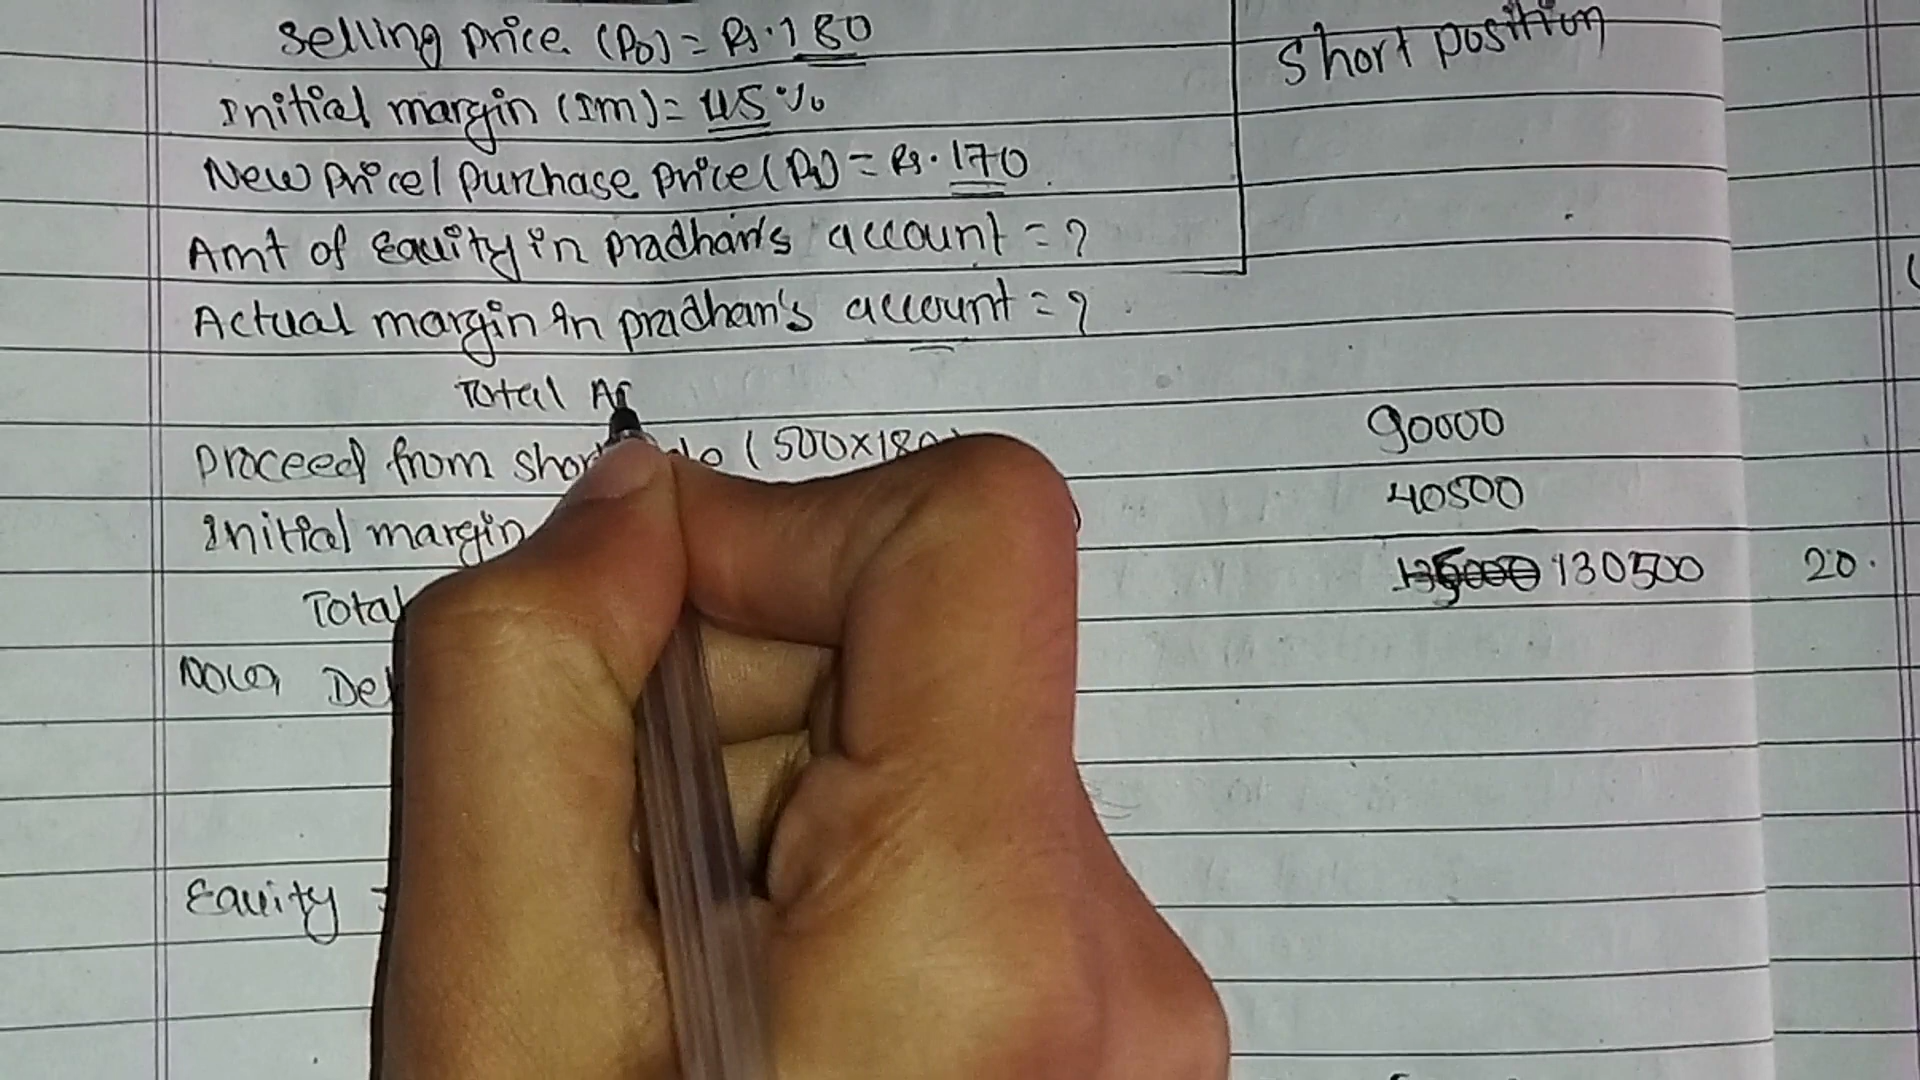 Selling price (P0) = Rs. 180
Short position
Initial margin (Im) = 45%
New price/purchase price (P1) = Rs. 170
Amt of Equity in pradhan's account = ?
Actual margin in pradhan's account = ?
Total
proceed from (500x180
90000
Initial margin
40500
Total
130500
20.
Now,
Equity